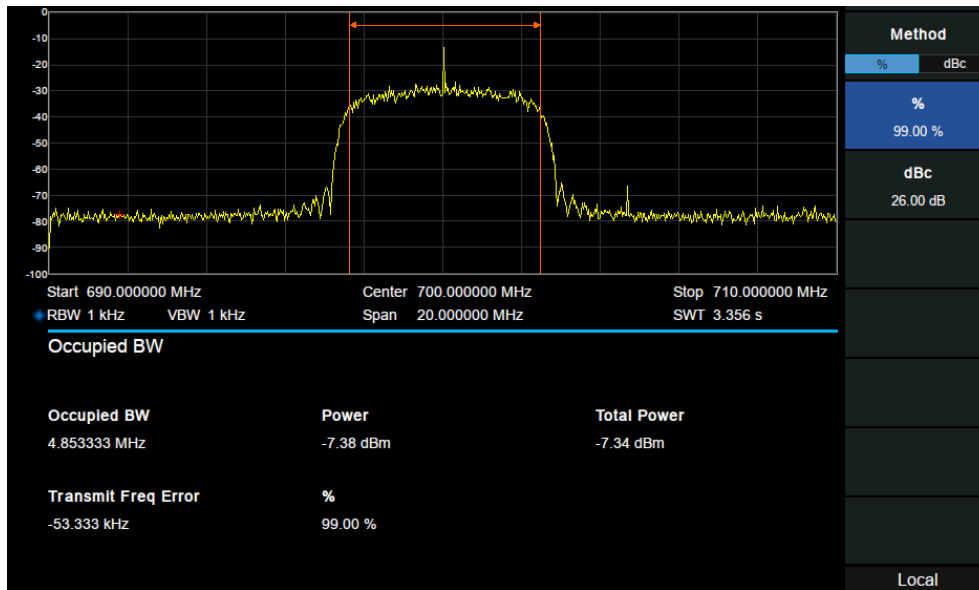 0
-10
-20
-30
-40
-50
-60
-70
-80
-90
-100
Start 690.000000 MHz Center 700.000000 MHz Stop 710.000000 MHz
RBW 1 kHz VBW 1 kHz Span 20.000000 MHz SWT 3.356 s
Occupied BW
Occupied BW Power Total Power
4.853333 MHz -7.38 dBm -7.34 dBm
Transmit Freq Error %
-53.333 kHz 99.00 %
Method
% dBc
%
99.00 %
dBc
26.00 dB
Local